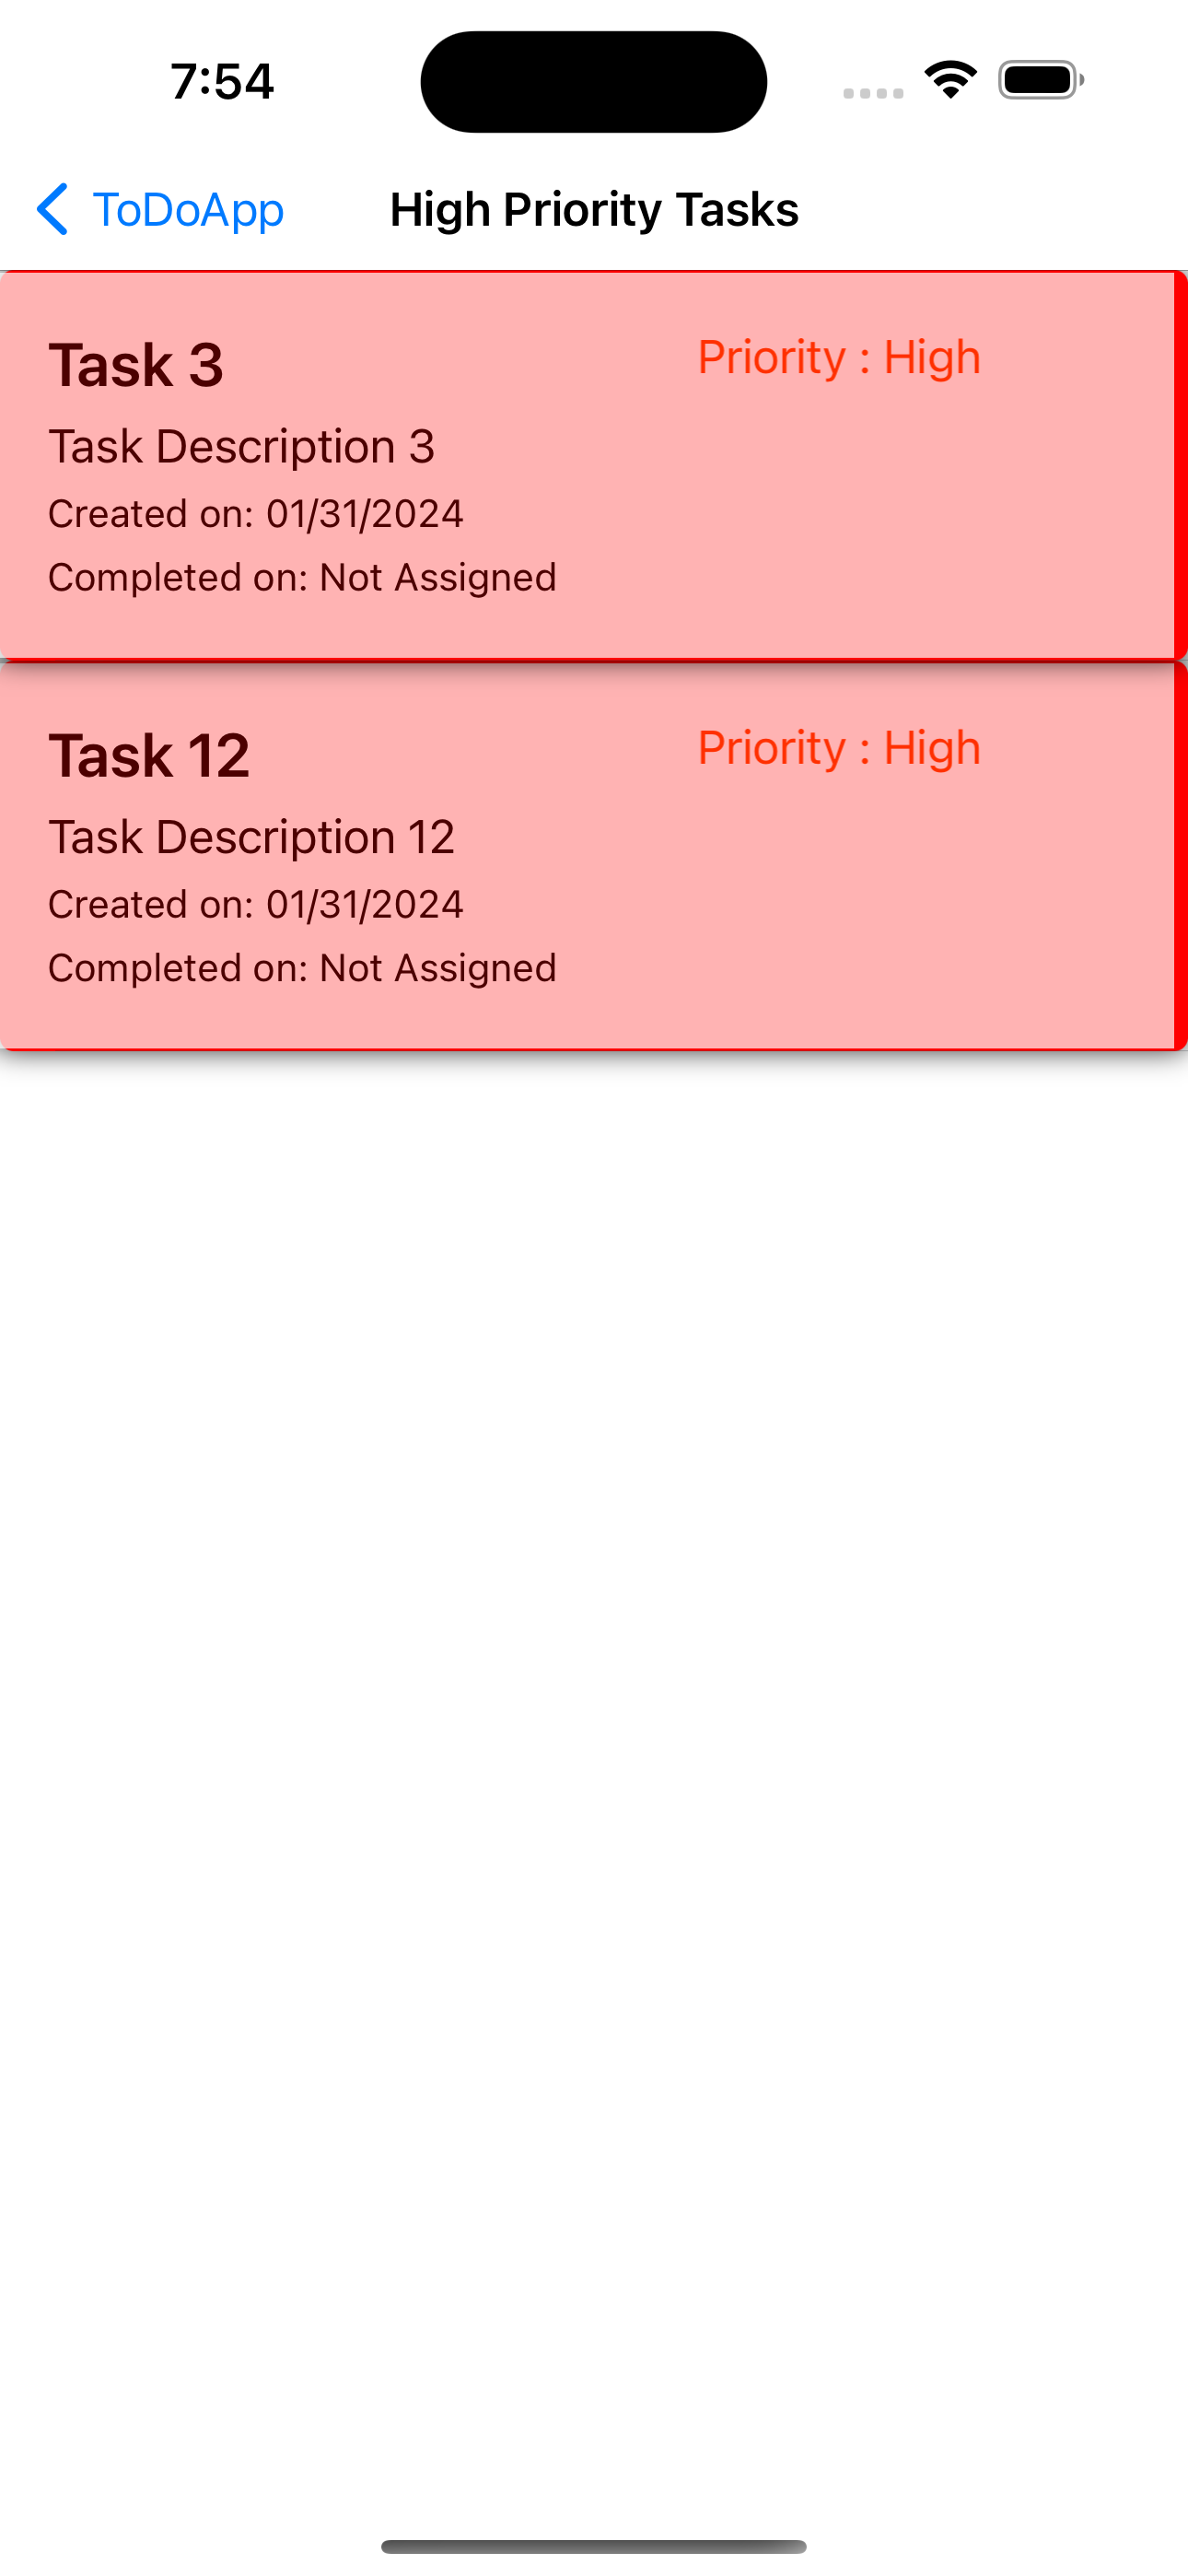 7:54
ToDoApp
High Priority Tasks
Task 3
Priority : High
Task Description 3
Created on: 01/31/2024
Completed on: Not Assigned
Task 12
Priority : High
Task Description 12
Created on: 01/31/2024
Completed on: Not Assigned